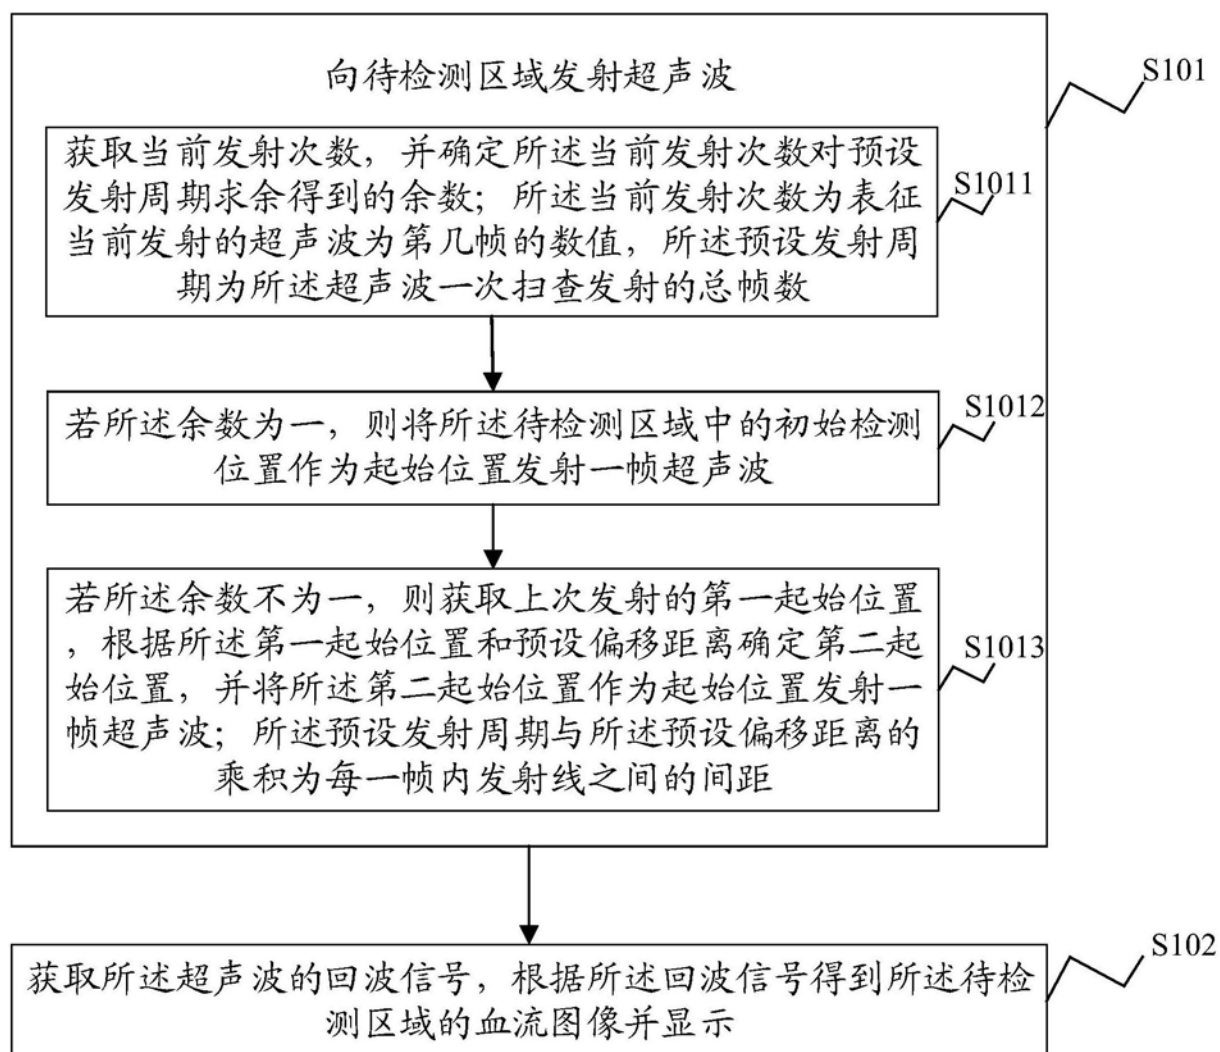 向待检测区域发射超声波
S101
获取当前发射次数，并确定所述当前发射次数对预设
发射周期求余得到的余数；所述当前发射次数为表征
当前发射的超声波为第几帧的数值，所述预设发射周
期为所述超声波一次扫查发射的总帧数
S1011
若所述余数为一，则将所述待检测区域中的初始检测
位置作为起始位置发射一帧超声波
S1012
若所述余数不为一，则获取上次发射的第一起始位置
，根据所述第一起始位置和预设偏移距离确定第二起
始位置，并将所述第二起始位置作为起始位置发射一
帧超声波；所述预设发射周期与所述预设偏移距离的
乘积为每一帧内发射线之间的间距
S1013
获取所述超声波的回波信号，根据所述回波信号得到所述待检
测区域的血流图像并显示
S102